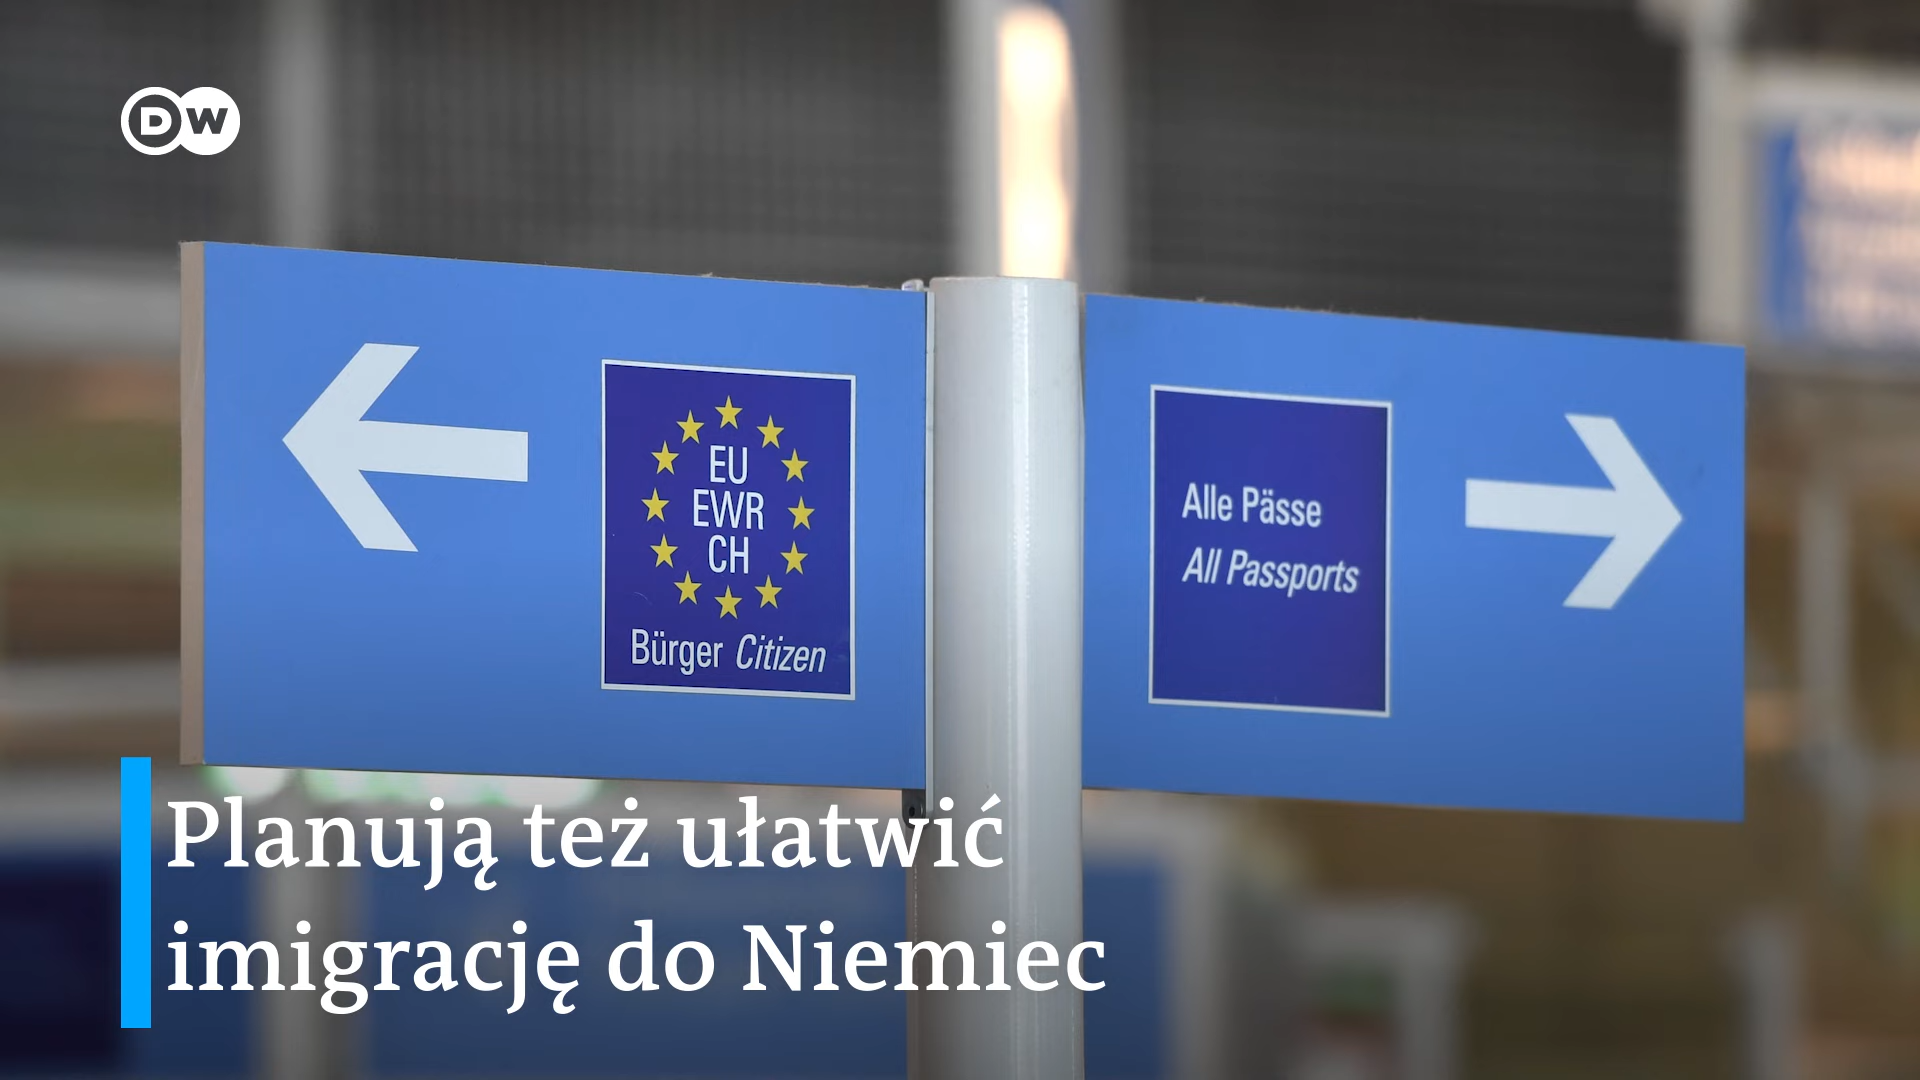 DW
EU
EWR
CH
Bürger Citizen
Alle Pässe
All Passports
Planują też ułatwić
imigrację do Niemiec